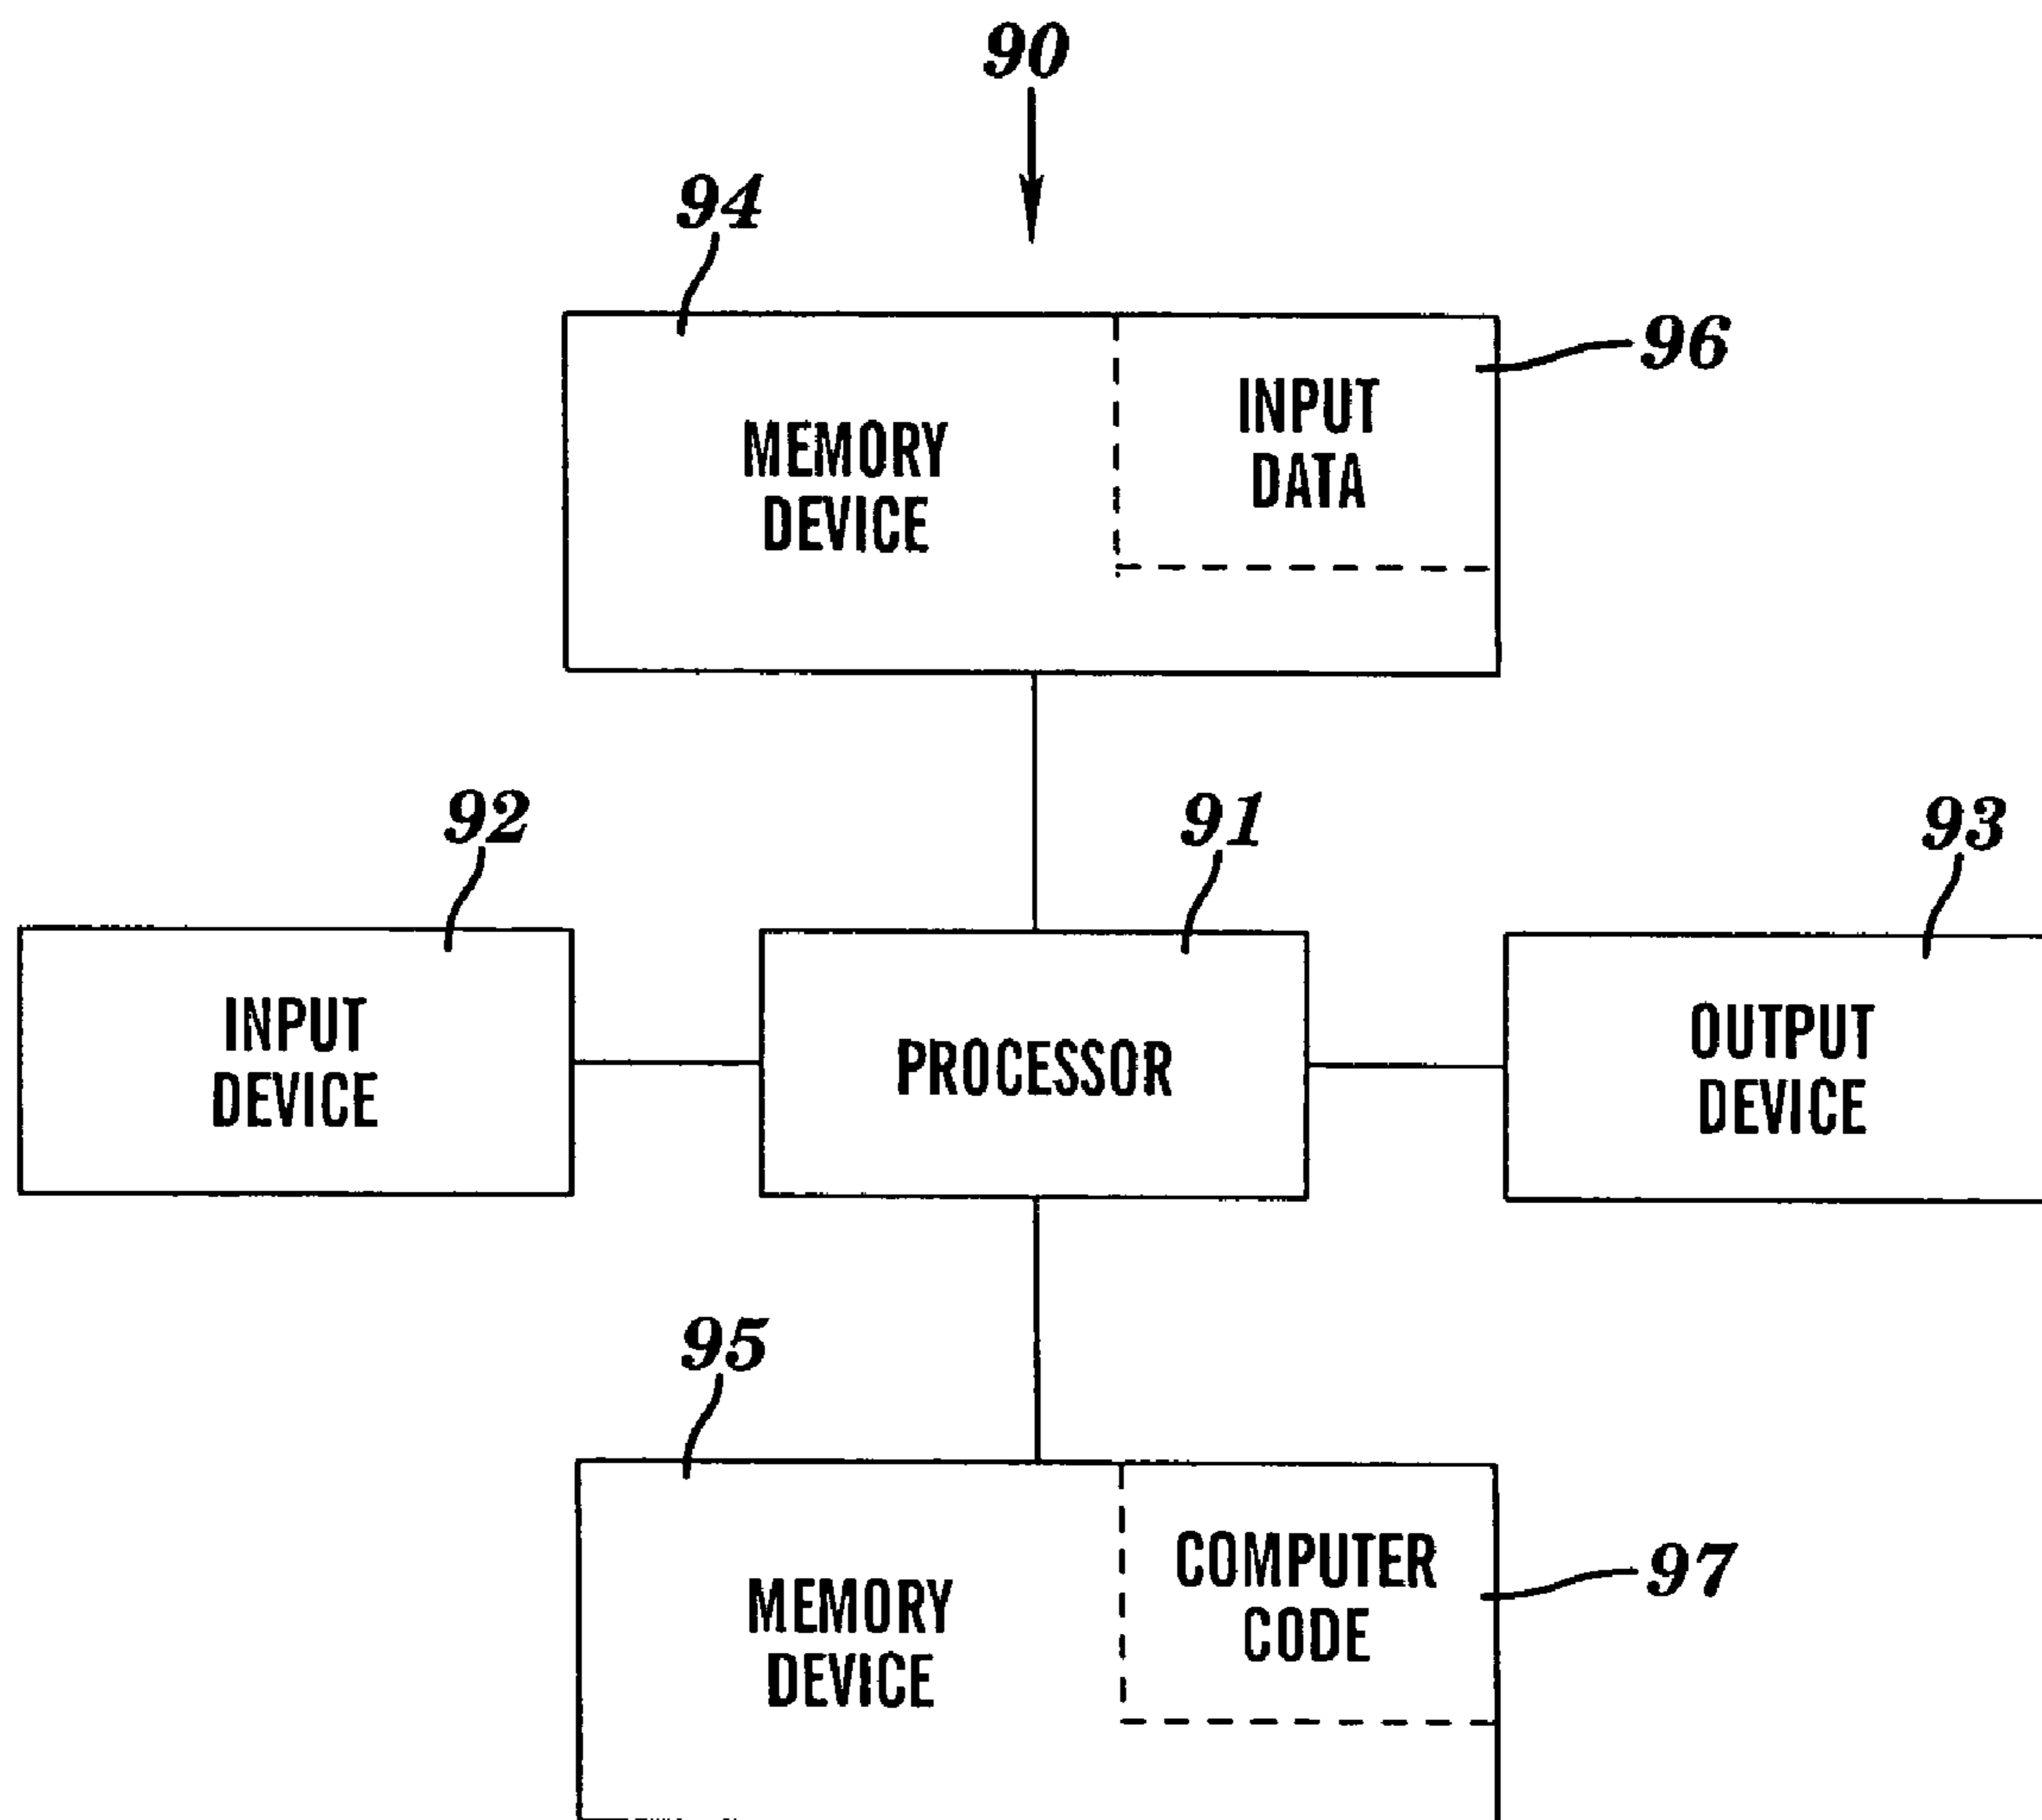 90
94
96
INPUT
DATA
MEMORY
DEVICE
92
91
93
INPUT
DEVICE
PROCESSOR
OUTPUT
DEVICE
95
97
COMPUTER
CODE
MEMORY
DEVICE